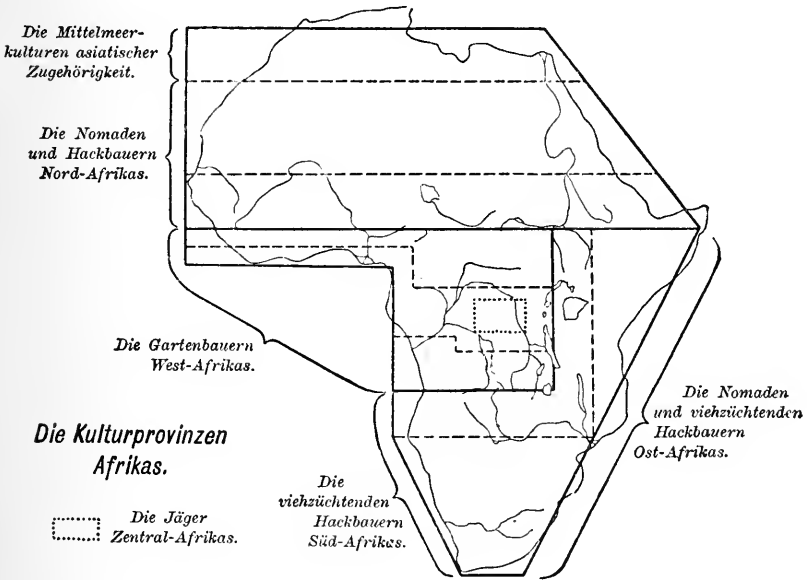 Die Mittelmeer-
kulturen asiatischer
Zugehörigkeit.
Die Nomaden
und Hackbauern
Nord-Afrikas.
Die Gartenbauern
West-Afrikas.
Die Nomaden
und viehzüchtenden
Hackbauern
Ost-Afrikas.
Die Kulturprovinzen
Afrikas.
Die
viehzüchtenden
Hackbauern
Süd-Afrikas.
Die Jäger
Zentral-Afrikas.